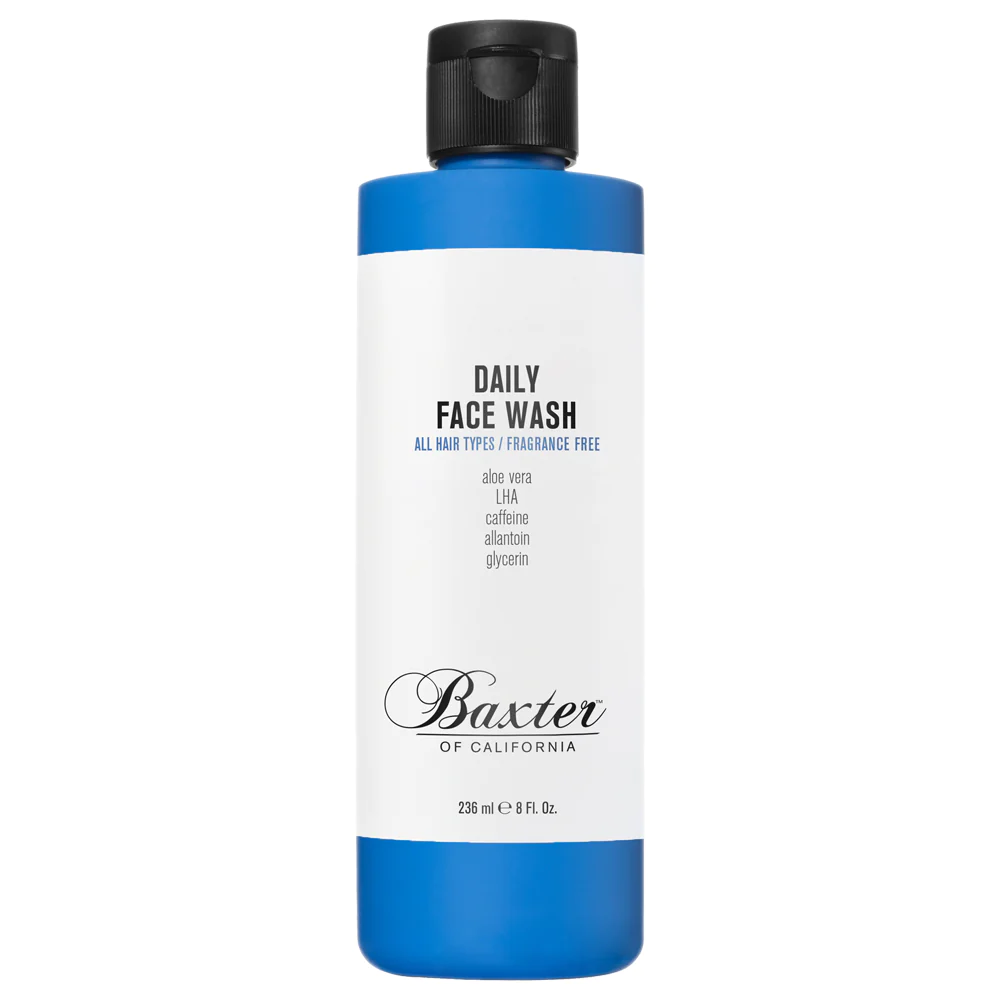 DAILY
FACE WASH
ALL HAIR TYPES / FRAGRANCE FREE
aloe vera
LHA
caffeine
allantoin
glycerin
Baxter™
OF CALIFORNIA
236 ml ℮ 8 Fl. Oz.